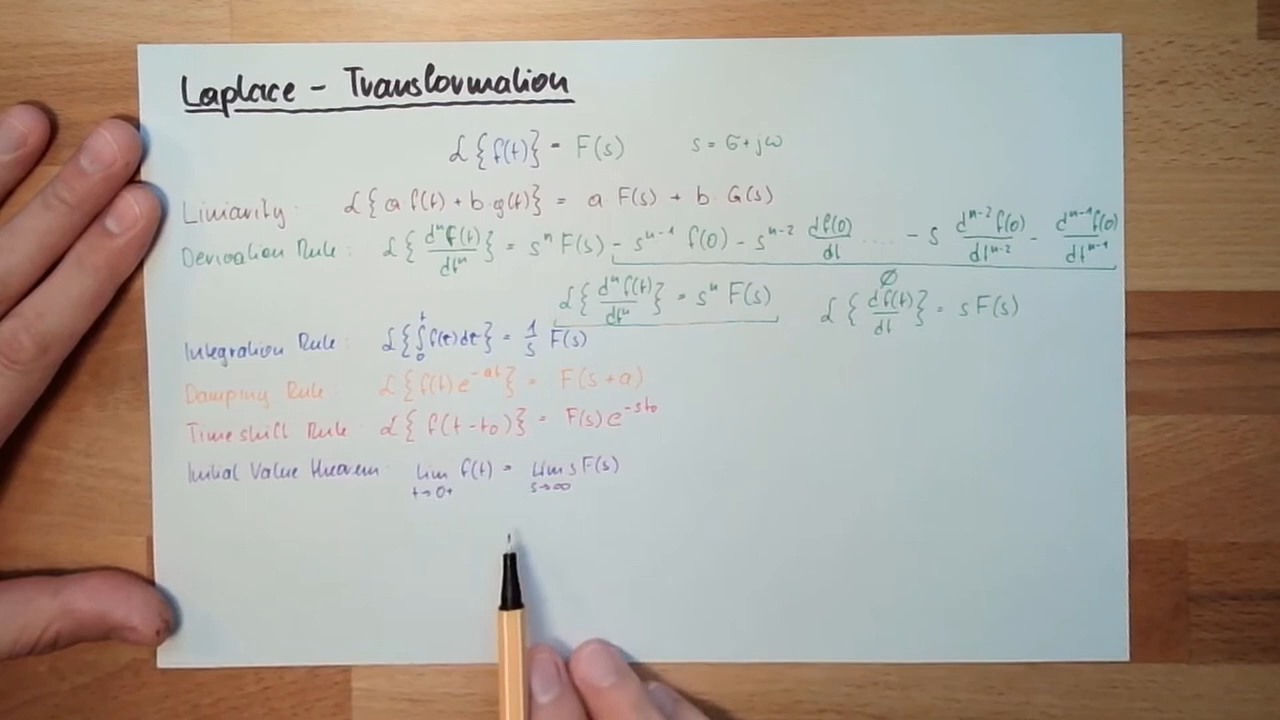 Laplace - Transformation
ℒ{f(t)} = F(s) s = σ + jω
Liniarity: ℒ{a f(t) + b g(t)} = a F(s) + b · G(s)
Derivation Rule: ℒ{dⁿf(t)/dtⁿ} = sⁿ F(s) - sⁿ⁻¹ f(0) - sⁿ⁻² df(0)/dt .... - s dⁿ⁻²f(0)/dtⁿ⁻² - dⁿ⁻¹f(0)/dtⁿ⁻¹
∅
ℒ{dⁿf(t)/dtⁿ} = sⁿ F(s) ℒ{df(t)/dt} = s F(s)
Integration Rule: ℒ{∫₀ᵗ f(τ)dτ} = 1/s F(s)
Damping Rule: ℒ{f(t) e^(-at)} = F(s+a)
Time shift Rule: ℒ{f(t-t₀)} = F(s) e^(-st₀)
Initial Value theorem: lim t→0+ f(t) = lim s→∞ s F(s)